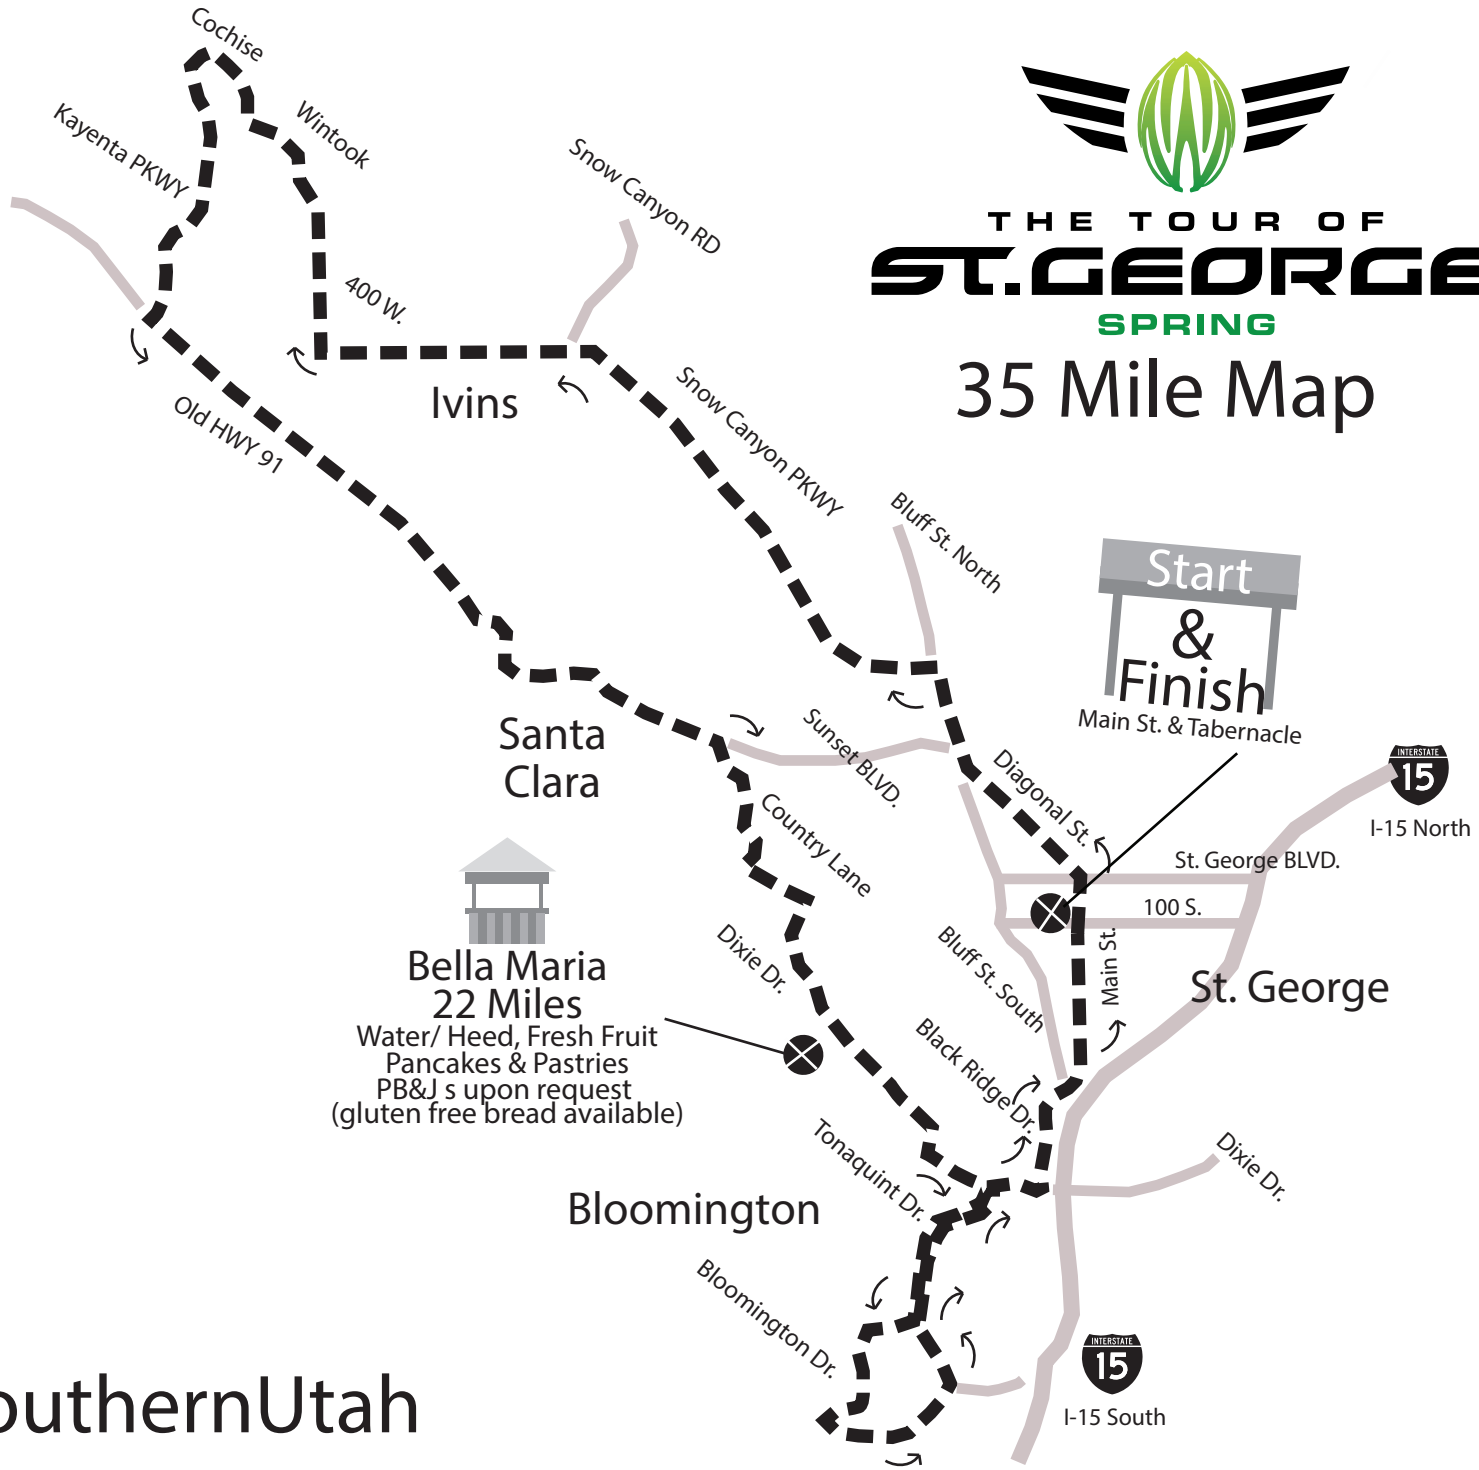 Cochise
Kayenta PKWY
Wintook
Snow Canyon RD
400 W.
THE TOUR OF
ST.GEORGE
SPRING
35 Mile Map
Ivins
Old HWY 91
Snow Canyon PKWY
Bluff St. North
Start
&
Finish
Main St. & Tabernacle
Santa
Clara
Sunset BLVD.
Diagonal St.
INTERSTATE
15
I-15 North
Country Lane
St. George BLVD.
100 S.
Dixie Dr.
Bluff St. South
Main St.
St. George
Bella Maria
22 Miles
Water/ Heed, Fresh Fruit
Pancakes & Pastries
PB&J s upon request
(gluten free bread available)
Black Ridge Dr.
Tonaquint Dr.
Dixie Dr.
Bloomington
Bloomington Dr.
INTERSTATE
15
I-15 South
outhernUtah